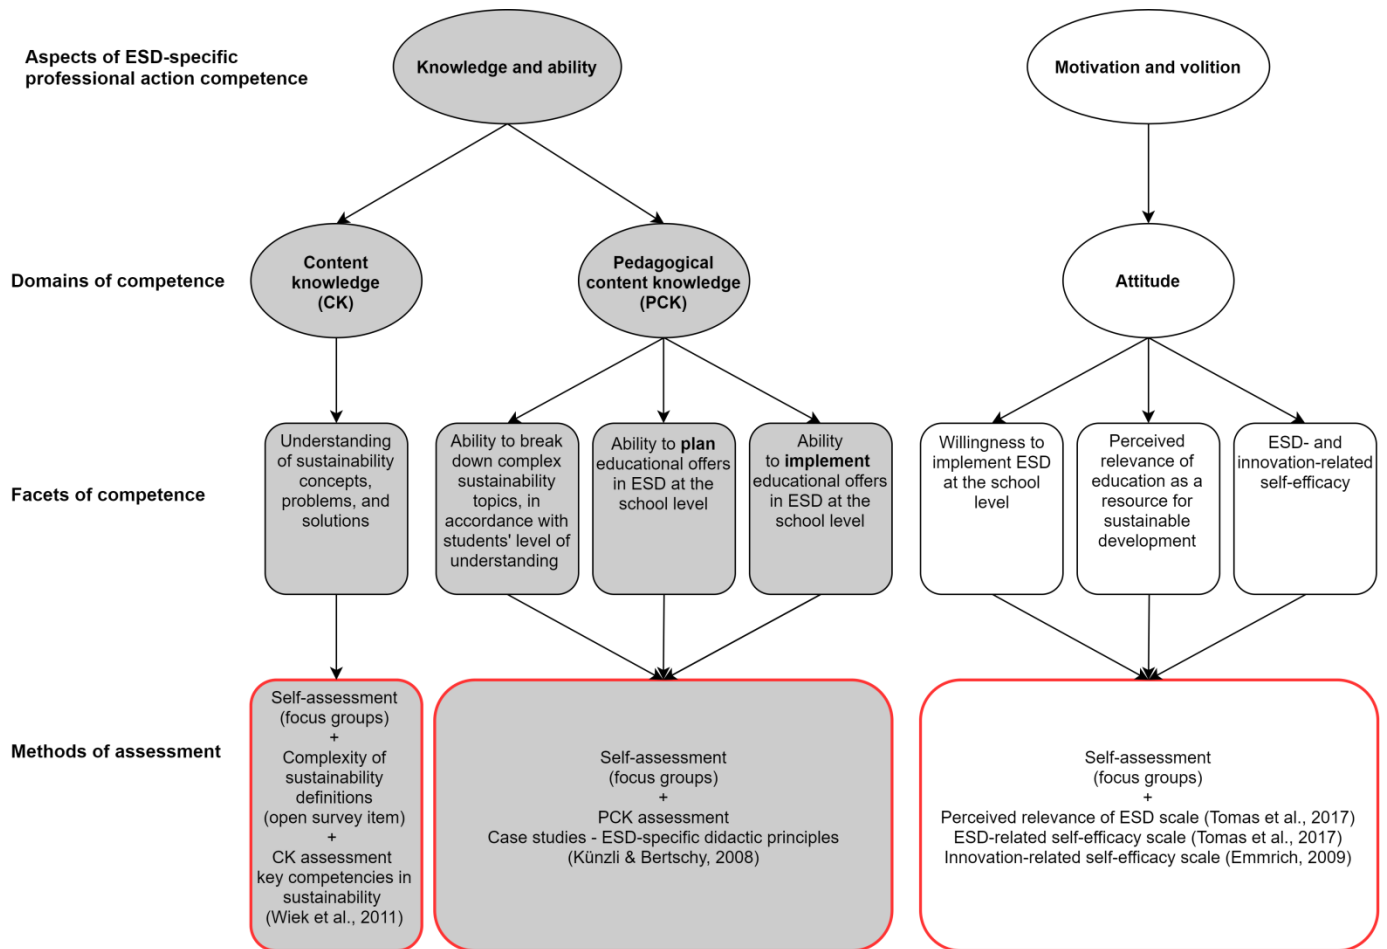 Aspects of ESD-specific
professional action competence
Knowledge and ability
Motivation and volition
Domains of competence
Content
knowledge
(CK)
Pedagogical
content knowledge
(PCK)
Attitude
Facets of competence
Understanding
of sustainability
concepts,
problems, and
solutions
Ability to break
down complex
sustainability
topics, in
accordance with
students' level of
understanding
Ability to plan
educational offers
in ESD at the
school level
Ability
to implement
educational offers
in ESD at the
school level
Willingness to
implement ESD
at the school
level
Perceived
relevance of
education as a
resource for
sustainable
development
ESD- and
innovation-related
self-efficacy
Methods of assessment
Self-assessment
(focus groups)
+
Complexity of
sustainability
definitions
(open survey item)
+
CK assessment
key competencies in
sustainability
(Wiek et al., 2011)
Self-assessment
(focus groups)
+
PCK assessment
Case studies - ESD-specific didactic principles
(Künzli & Bertschy, 2008)
Self-assessment
(focus groups)
+
Perceived relevance of ESD scale (Tomas et al., 2017)
ESD-related self-efficacy scale (Tomas et al., 2017)
Innovation-related self-efficacy scale (Emmrich, 2009)